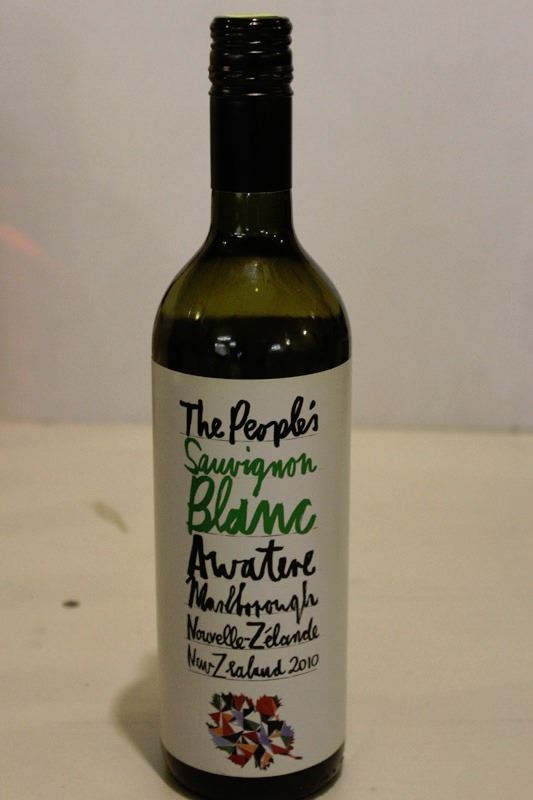 The People's
Sauvignon
Blanc
Awatere
Marlborough
Nouvelle-Zélande
New-Zealand 2010